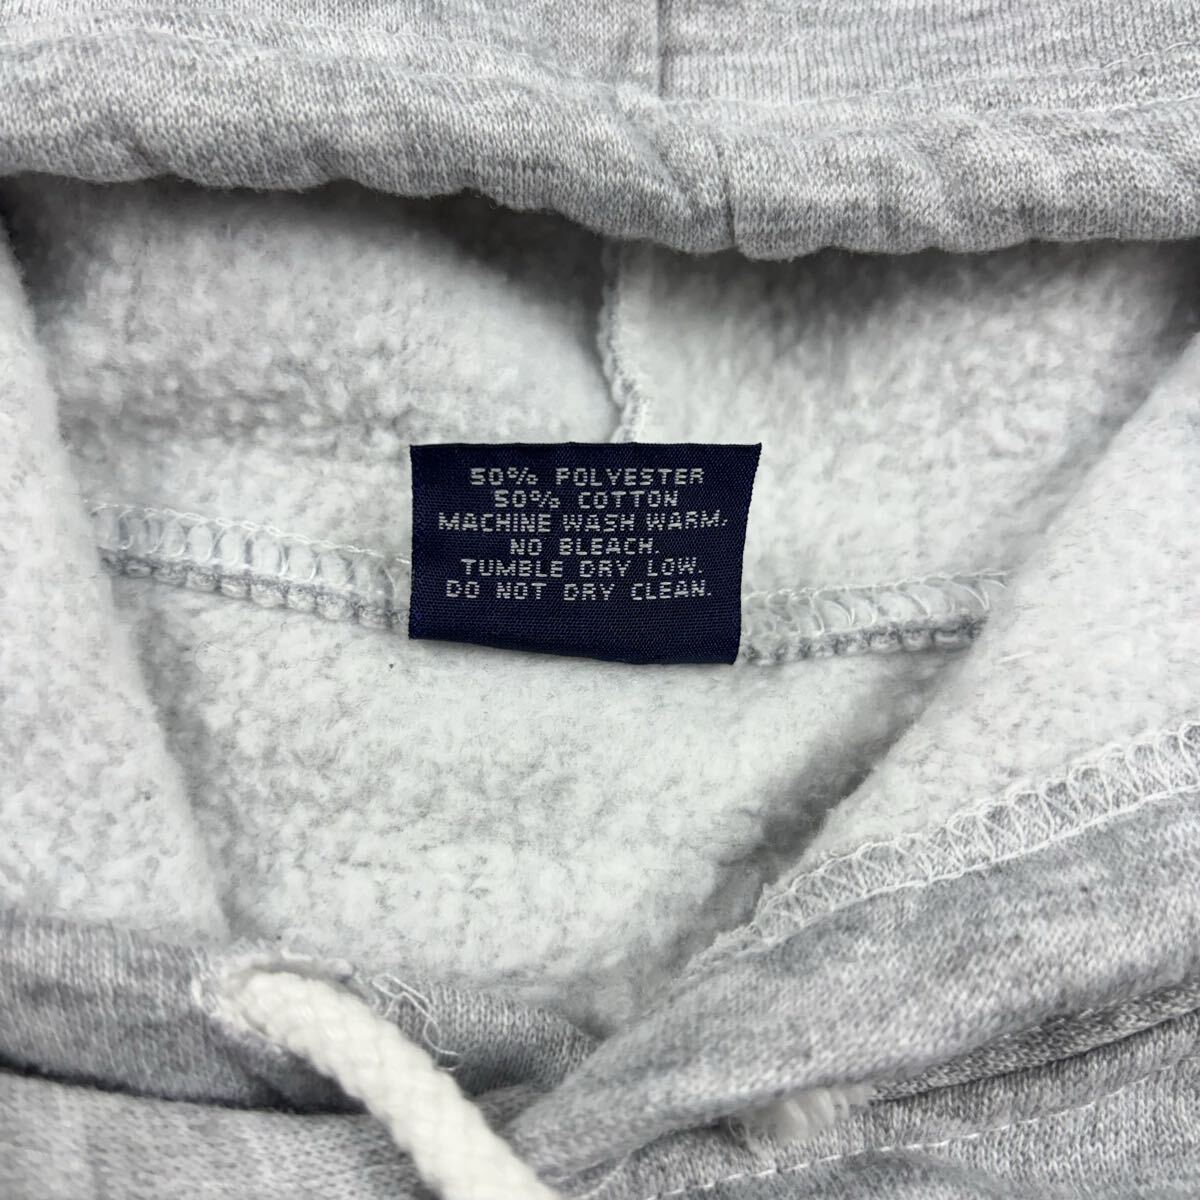 50% POLYESTER
50% COTTON
MACHINE WASH WARM.
NO BLEACH.
TUMBLE DRY LOW.
DO NOT DRY CLEAN.